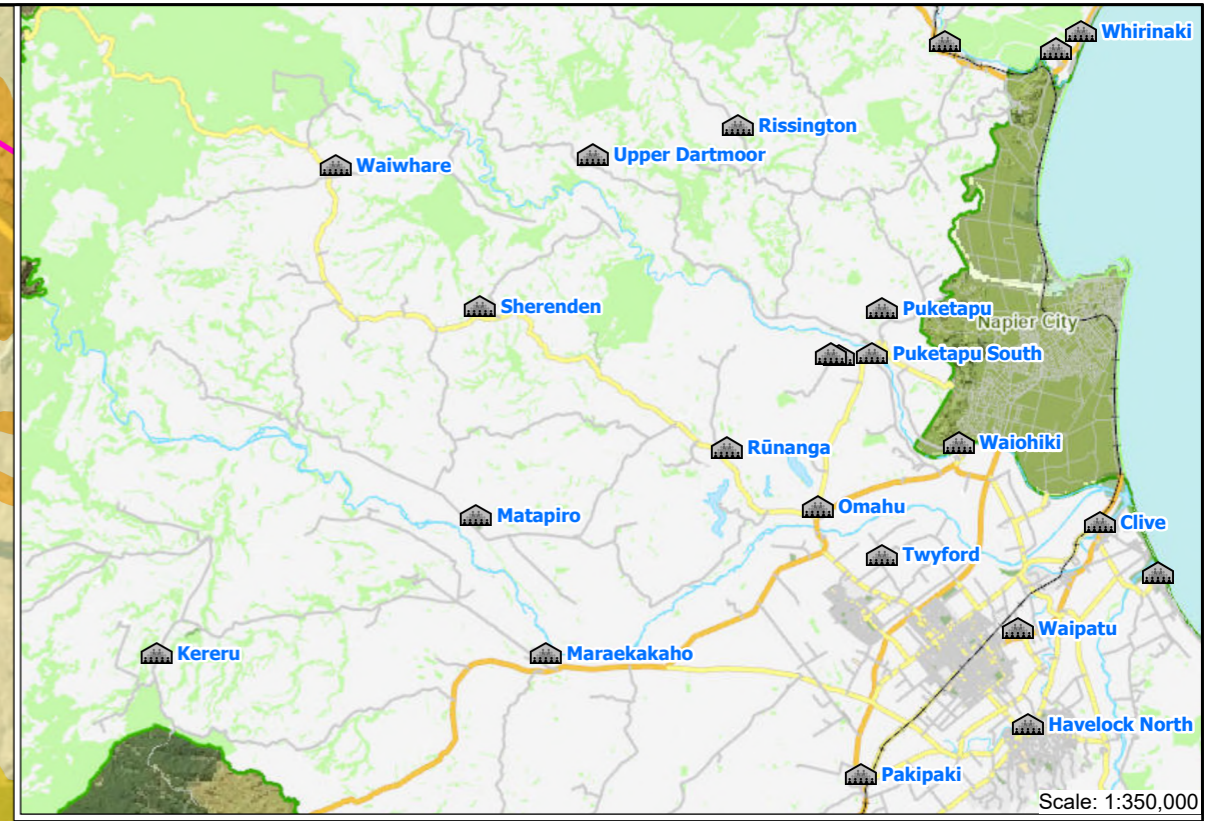 Whirinaki
Rissington
Upper Dartmoor
Waiwhare
Sherenden
Puketapu
Napier City
Puketapu South
Waiohiki
Rūnanga
Omahu
Matapiro
Clive
Twyford
Waipatu
Kereru
Maraekakaho
Havelock North
Pakipaki
Scale: 1:350,000